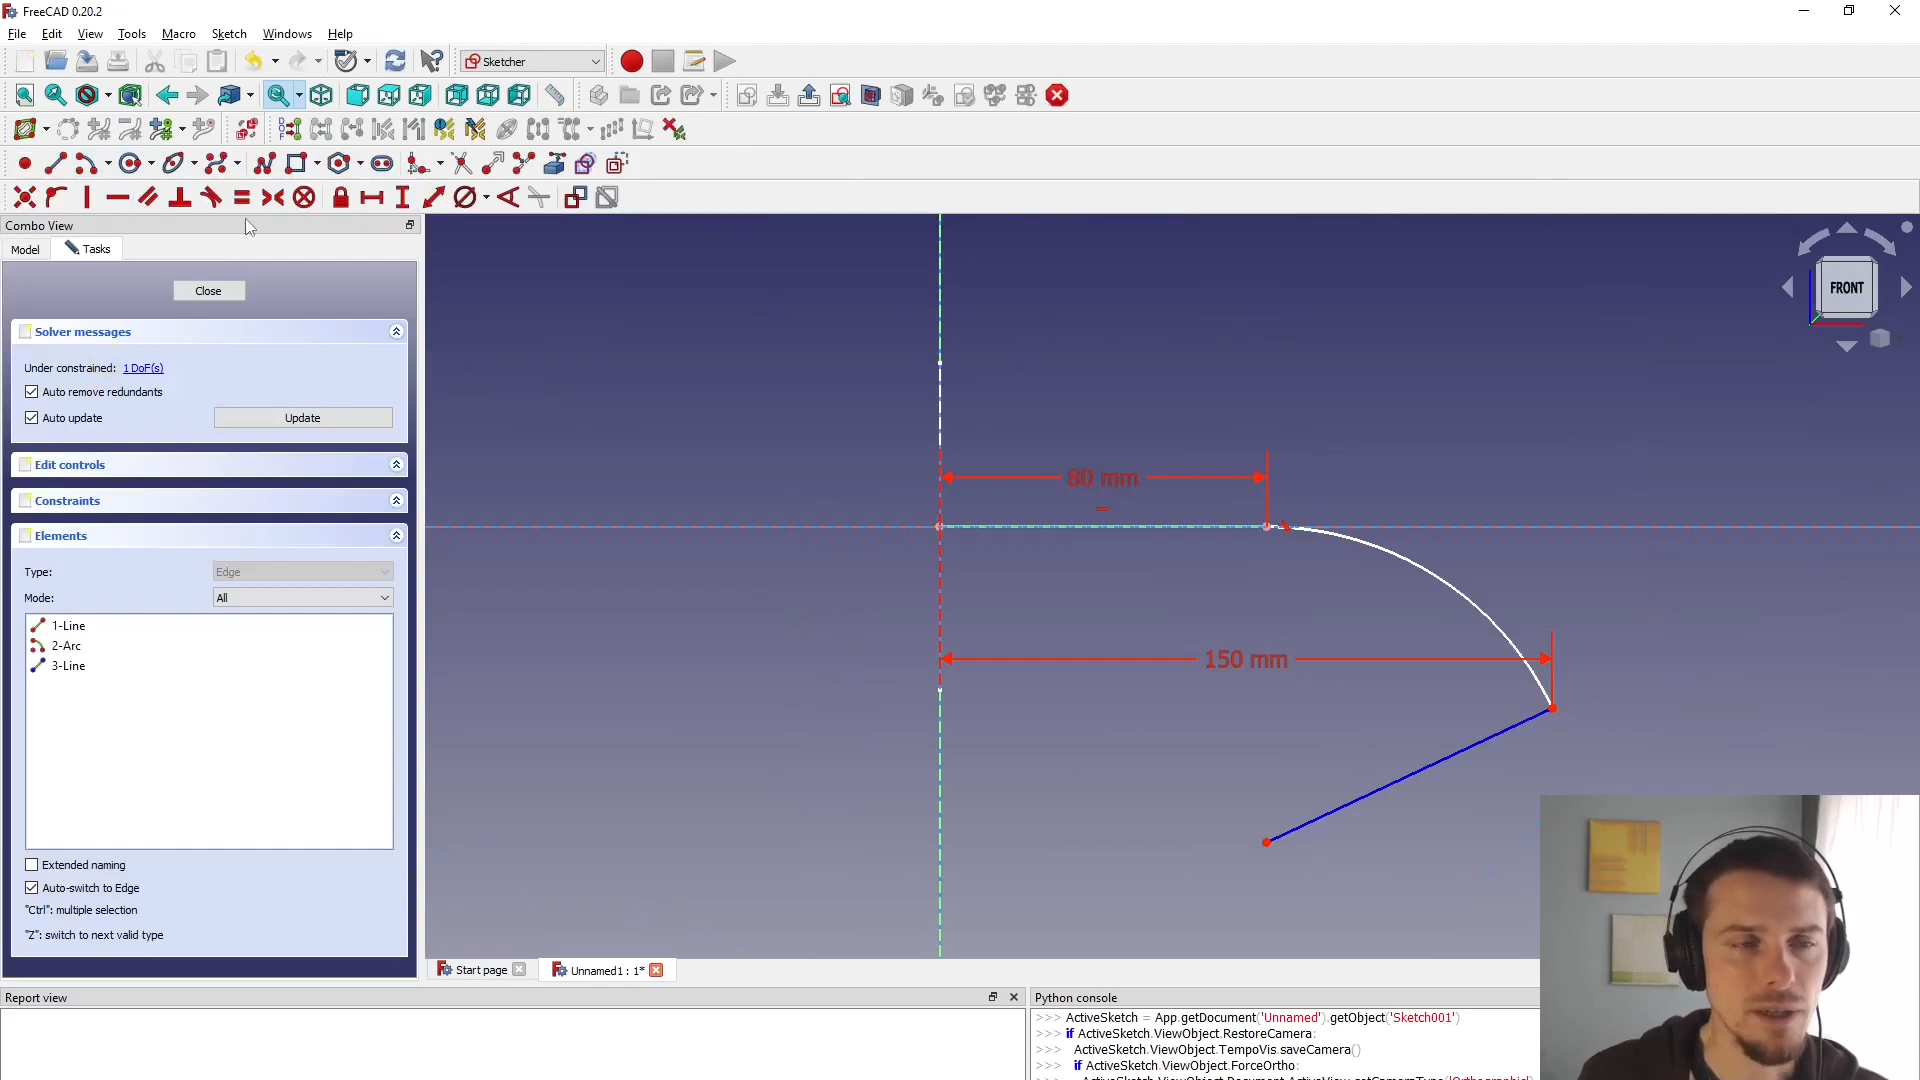 FreeCAD 0.20.2
File Edit View Tools Macro Sketch Windows Help
Sketcher
Combo View
Model Tasks
Close
Solver messages
Under constrained: 1 DoF(s)
Auto remove redundants
Auto update Update
Edit controls
Constraints
Elements
Type: Edge
Mode: All
1-Line
2-Arc
3-Line
Extended naming
Auto-switch to Edge
"Ctrl": multiple selection
"Z": switch to next valid type
80 mm
150 mm
FRONT
Start page Unnamed1 : 1*
Report view
Python console
>>> ActiveSketch = App.getDocument('Unnamed').getObject('Sketch001')
>>> if ActiveSketch.ViewObject.RestoreCamera:
>>> ActiveSketch.ViewObject.TempoVis.saveCamera()
>>> if ActiveSketch.ViewObject.ForceOrtho: